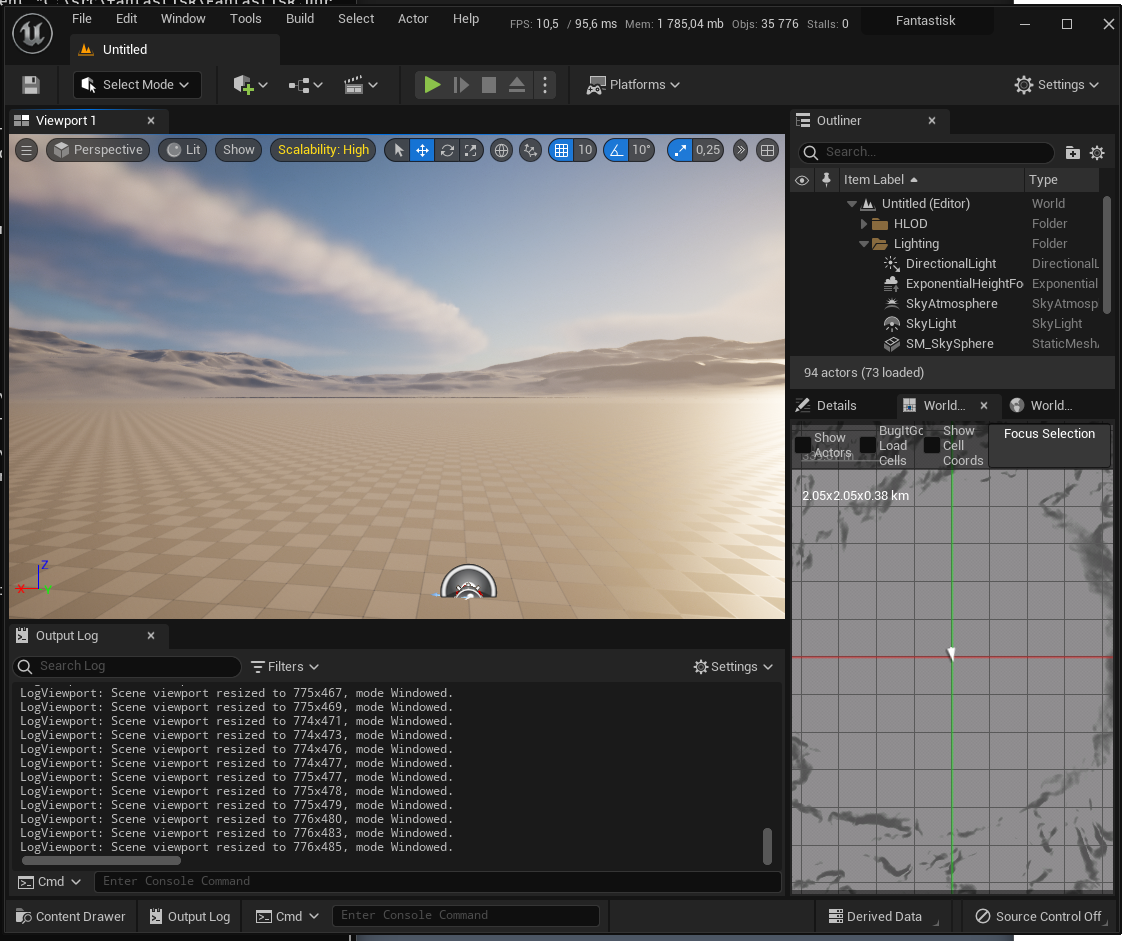 File Edit Window Tools Build Select Actor Help FPS: 10,5 / 95,6 ms Mem: 1 785,04 mb Objs: 35 776 Stalls: 0 Fantastisk
Untitled
Select Mode Platforms Settings
Viewport 1
Perspective Lit Show Scalability: High 10 10° 0,25
Outliner
Search...
Item Label Type
Untitled (Editor) World
HLOD Folder
Lighting Folder
DirectionalLight DirectionalL
ExponentialHeightFo Exponential
SkyAtmosphere SkyAtmosp
SkyLight SkyLight
SM_SkySphere StaticMesh
94 actors (73 loaded)
Details World... World...
Show Actors
BugItGo Load Cells
Show Cell Coords
Focus Selection
2.05x2.05x0.38 km
Z
X
Y
Output Log
Search Log Filters Settings
LogViewport: Scene viewport resized to 775x467, mode Windowed.
LogViewport: Scene viewport resized to 775x469, mode Windowed.
LogViewport: Scene viewport resized to 774x471, mode Windowed.
LogViewport: Scene viewport resized to 774x473, mode Windowed.
LogViewport: Scene viewport resized to 774x476, mode Windowed.
LogViewport: Scene viewport resized to 774x477, mode Windowed.
LogViewport: Scene viewport resized to 775x477, mode Windowed.
LogViewport: Scene viewport resized to 775x478, mode Windowed.
LogViewport: Scene viewport resized to 775x479, mode Windowed.
LogViewport: Scene viewport resized to 776x480, mode Windowed.
LogViewport: Scene viewport resized to 776x483, mode Windowed.
LogViewport: Scene viewport resized to 776x485, mode Windowed.
Cmd Enter Console Command
Content Drawer Output Log Cmd Enter Console Command Derived Data Source Control Off